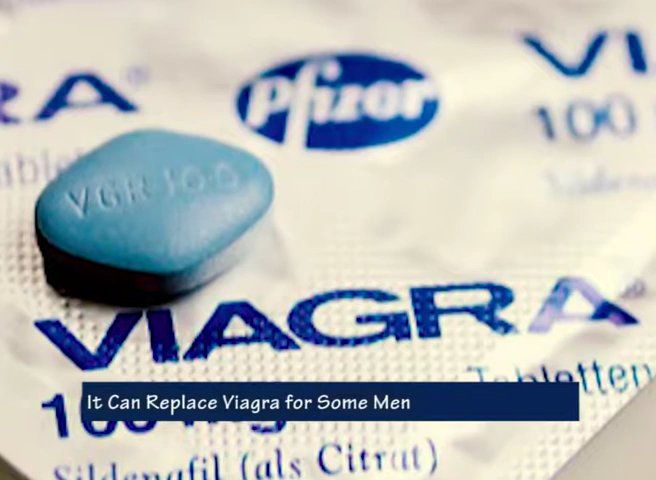 Pfizer
VI
RA®
100
VGR 100
VIAGRA
Tabletten
It Can Replace Viagra for Some Men
Sildenafil (als Citrat)